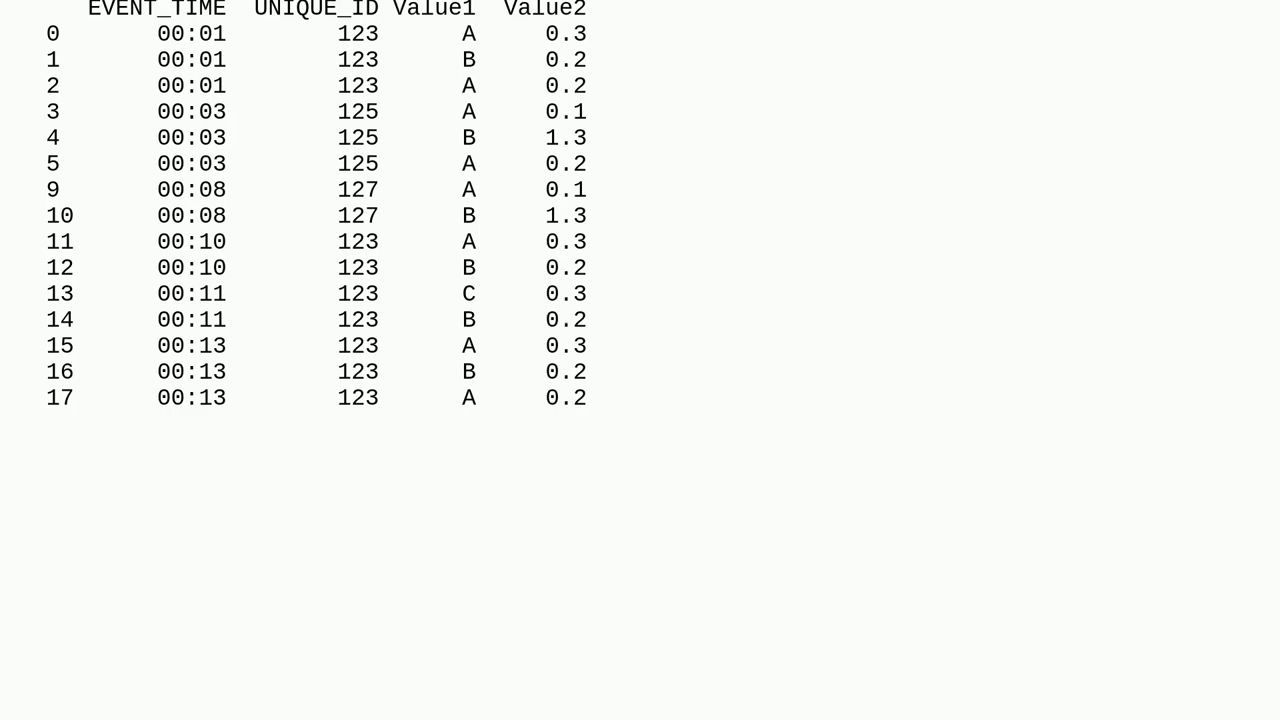 EVENT_TIME UNIQUE_ID Value1 Value2
0 00:01 123 A 0.3
1 00:01 123 B 0.2
2 00:01 123 A 0.2
3 00:03 125 A 0.1
4 00:03 125 B 1.3
5 00:03 125 A 0.2
9 00:08 127 A 0.1
10 00:08 127 B 1.3
11 00:10 123 A 0.3
12 00:10 123 B 0.2
13 00:11 123 C 0.3
14 00:11 123 B 0.2
15 00:13 123 A 0.3
16 00:13 123 B 0.2
17 00:13 123 A 0.2